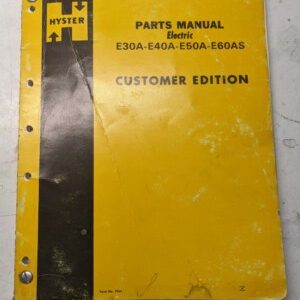 HYSTER
PARTS MANUAL
Electric
E30A-E40A-E50A-E60AS
CUSTOMER EDITION